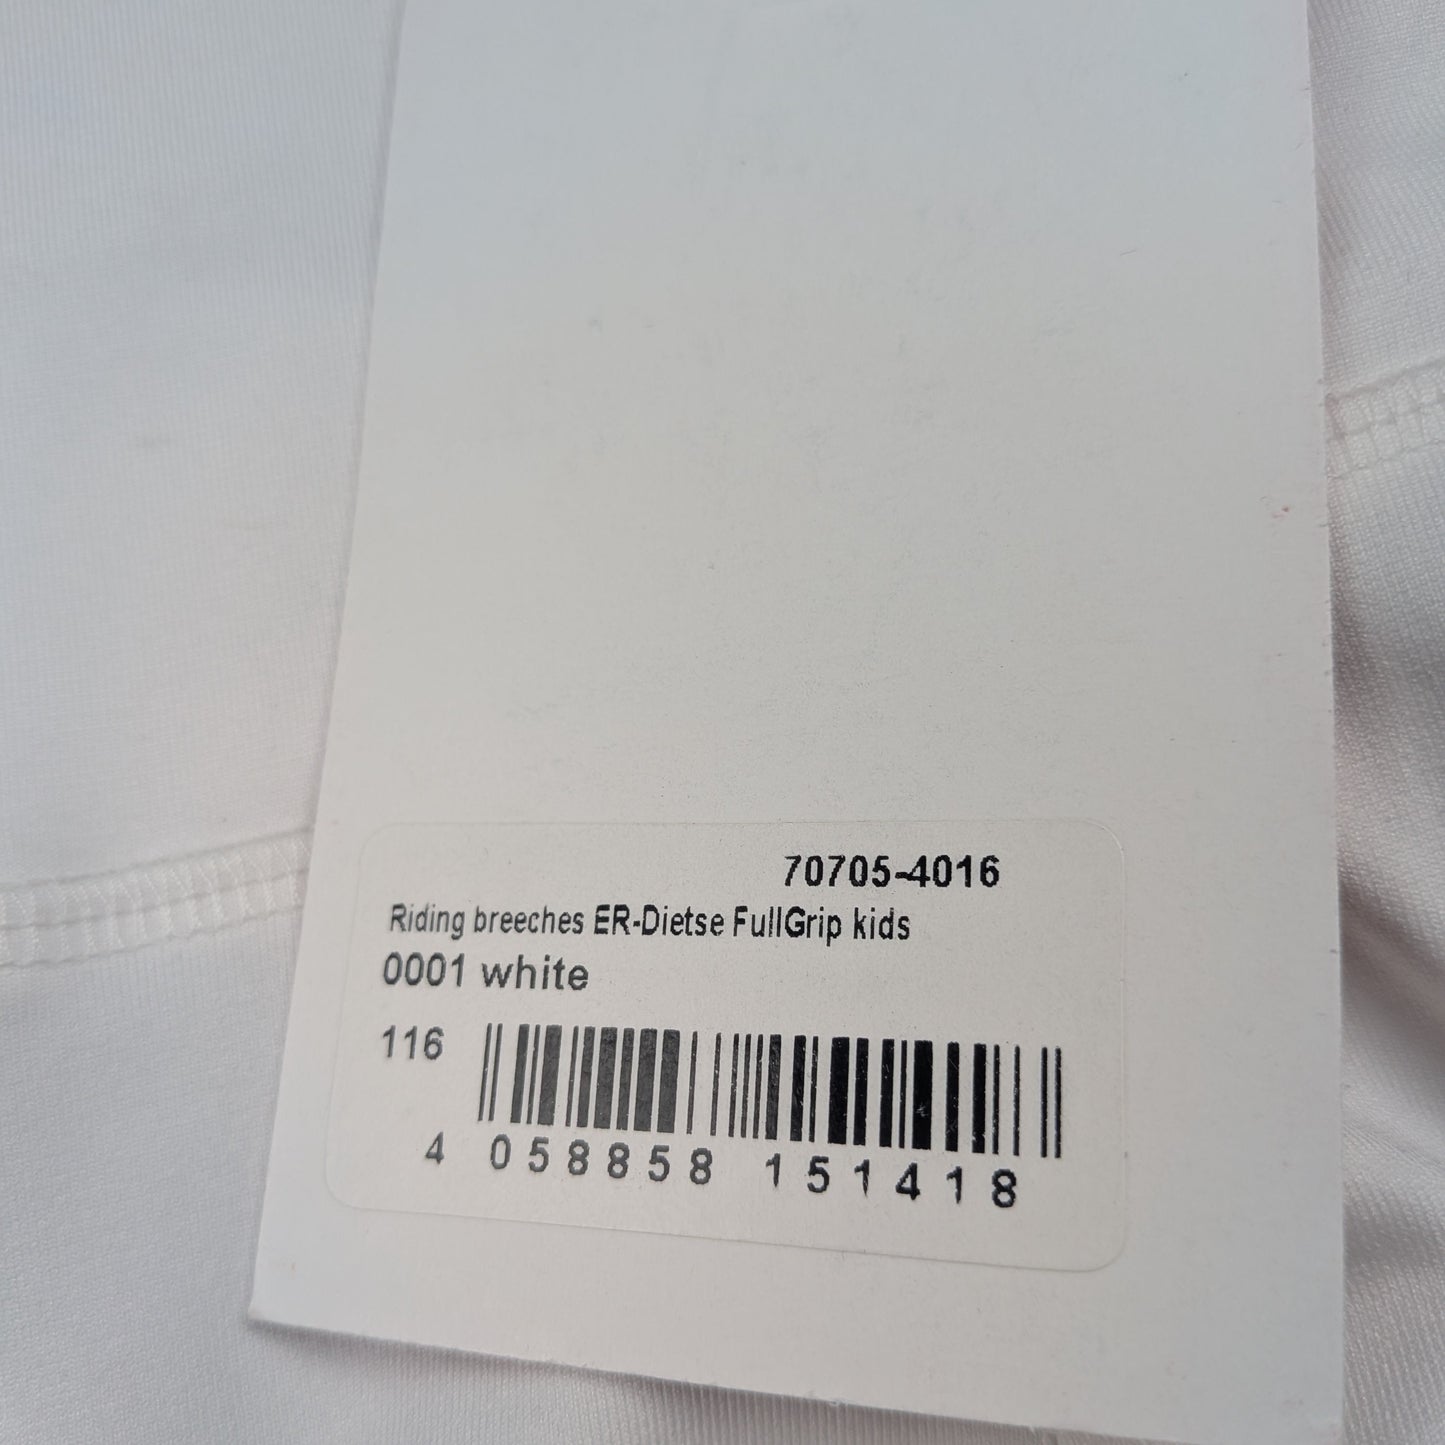 70705-4016
Riding breeches ER-Dietse FullGrip kids
0001 white
116
4 058858 151418